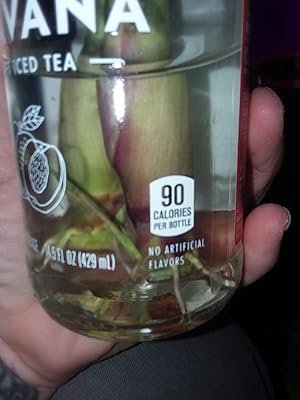 VANA
ICED TEA
90
CALORIES
PER BOTTLE
NO ARTIFICIAL
FLAVORS
5 FL OZ (429 mL)